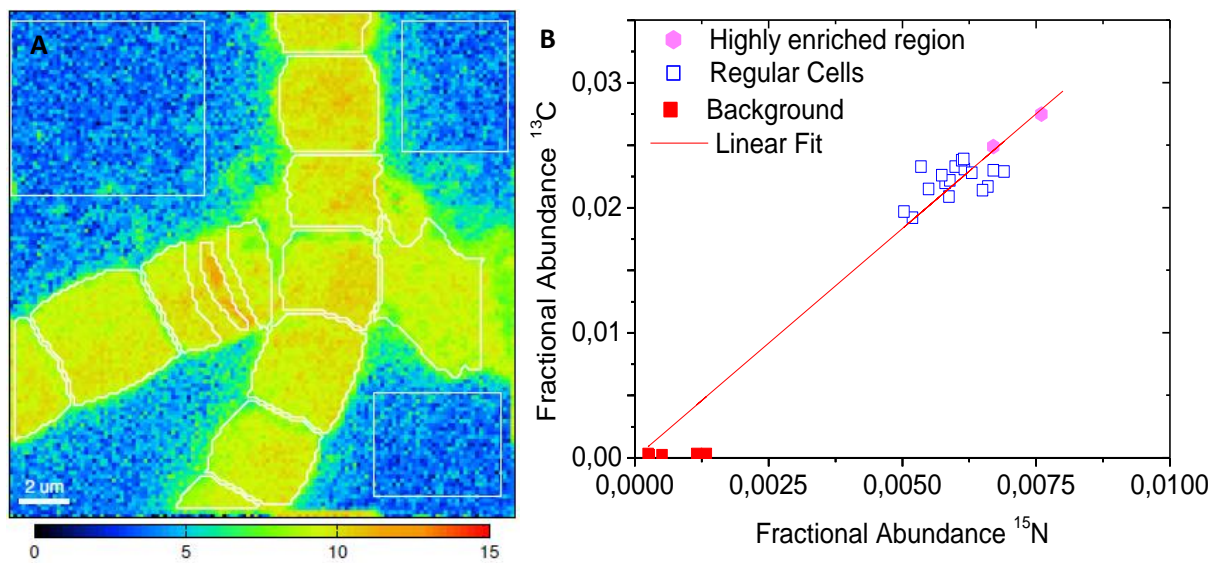 A
2 um
0 5 10 15
B
Highly enriched region
Regular Cells
Background
Linear Fit
Fractional Abundance ¹³C
0,03
0,02
0,01
0,00
0,0000 0,0025 0,0050 0,0075 0,0100
Fractional Abundance ¹⁵N